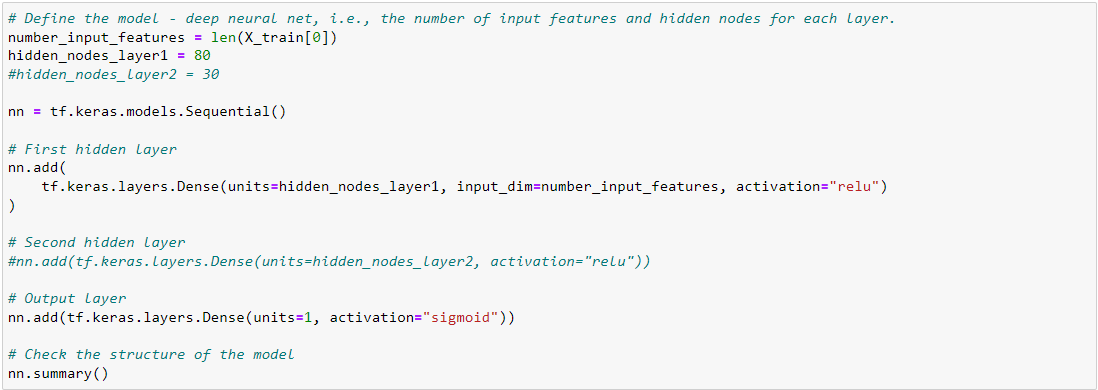 # Define the model - deep neural net, i.e., the number of input features and hidden nodes for each layer.
number_input_features = len(X_train[0])
hidden_nodes_layer1 = 80
#hidden_nodes_layer2 = 30

nn = tf.keras.models.Sequential()

# First hidden layer
nn.add(
    tf.keras.layers.Dense(units=hidden_nodes_layer1, input_dim=number_input_features, activation="relu")
)

# Second hidden layer
#nn.add(tf.keras.layers.Dense(units=hidden_nodes_layer2, activation="relu"))

# Output layer
nn.add(tf.keras.layers.Dense(units=1, activation="sigmoid"))

# Check the structure of the model
nn.summary()